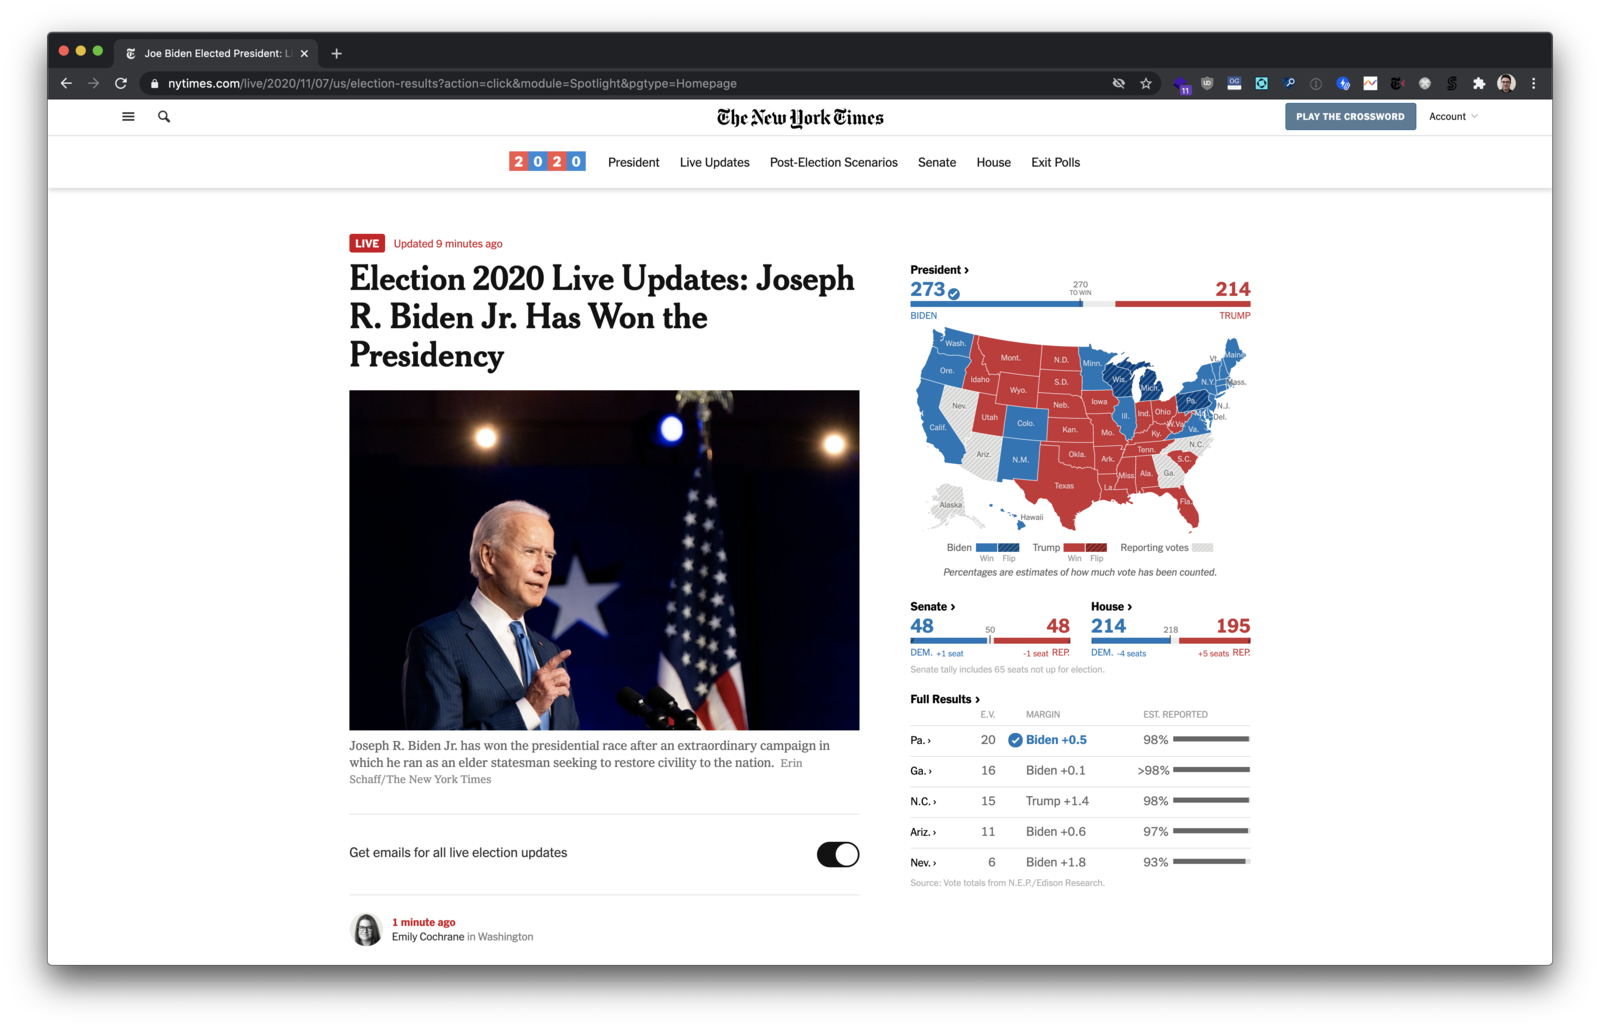 Joe Biden Elected President: L
nytimes.com/live/2020/11/07/us/election-results?action=click&module=Spotlight&pgtype=Homepage
11
The New York Times
PLAY THE CROSSWORD
Account
2020
President
Live Updates
Post-Election Scenarios
Senate
House
Exit Polls
LIVE Updated 9 minutes ago
Election 2020 Live Updates: Joseph
R. Biden Jr. Has Won the
Presidency
Joseph R. Biden Jr. has won the presidential race after an extraordinary campaign in
which he ran as an elder statesman seeking to restore civility to the nation. Erin
Schaff/The New York Times
Get emails for all live election updates
1 minute ago
Emily Cochrane in Washington
President ›
273
270
TO WIN
214
BIDEN
TRUMP
Wash.
Ore.
Calif.
Nev.
Idaho
Mont.
Wyo.
Utah
Colo.
Ariz.
N.M.
N.D.
S.D.
Neb.
Kan.
Okla.
Texas
Minn.
Iowa
Mo.
Ark.
La.
Wis.
Ill.
Mich.
Ind.
Ohio
Ky.
Tenn.
Miss.
Ala.
Ga.
Fla.
S.C.
N.C.
Va.
W.Va.
Pa.
N.Y.
Vt.
Maine
Mass.
N.J.
Del.
Alaska
Hawaii
Biden
Win Flip
Trump
Win Flip
Reporting votes
Percentages are estimates of how much vote has been counted.
Senate ›
48 50 48
DEM. +1 seat -1 seat REP.
House ›
214 218 195
DEM. -4 seats +5 seats REP.
Senate tally includes 65 seats not up for election.
Full Results ›
E.V. MARGIN EST. REPORTED
Pa. › 20 Biden +0.5 98%
Ga. › 16 Biden +0.1 >98%
N.C. › 15 Trump +1.4 98%
Ariz. › 11 Biden +0.6 97%
Nev. › 6 Biden +1.8 93%
Source: Vote totals from N.E.P./Edison Research.